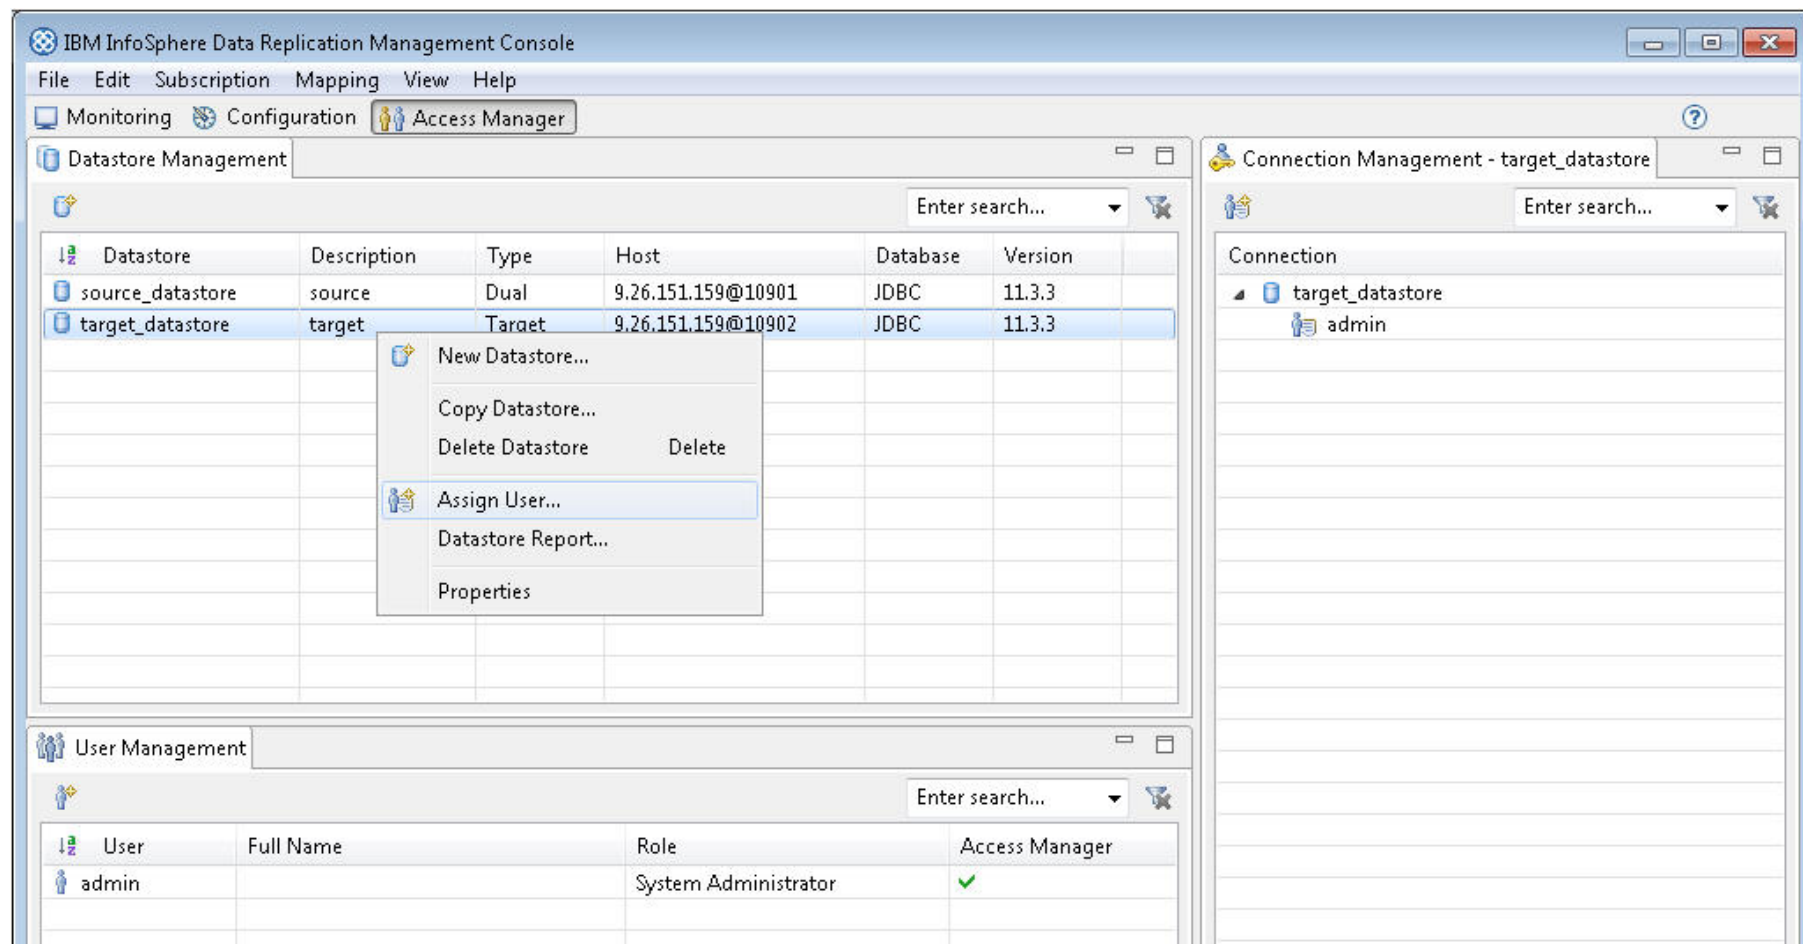 IBM InfoSphere Data Replication Management Console
File Edit Subscription Mapping View Help
Monitoring Configuration Access Manager
Datastore Management
Enter search...
Datastore Description Type Host Database Version
source_datastore source Dual 9.26.151.159@10901 JDBC 11.3.3
target_datastore target Target 9.26.151.159@10902 JDBC 11.3.3
New Datastore...
Copy Datastore...
Delete Datastore Delete
Assign User...
Datastore Report...
Properties
Connection Management - target_datastore
Enter search...
Connection
target_datastore
admin
User Management
Enter search...
User Full Name Role Access Manager
admin System Administrator